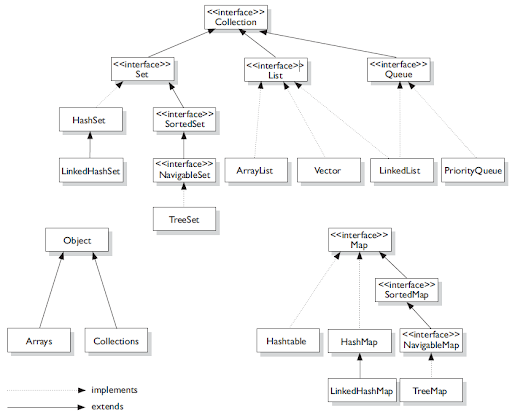 <<interface>>
Collection
<<interface>>
Set
<<interface>>
List
<<interface>>
Queue
HashSet
<<interface>>
SortedSet
LinkedHashSet
<<interface>>
NavigableSet
ArrayList
Vector
LinkedList
PriorityQueue
TreeSet
Object
<<interface>>
Map
<<interface>>
SortedMap
Arrays
Collections
Hashtable
HashMap
<<interface>>
NavigableMap
LinkedHashMap
TreeMap
implements
extends